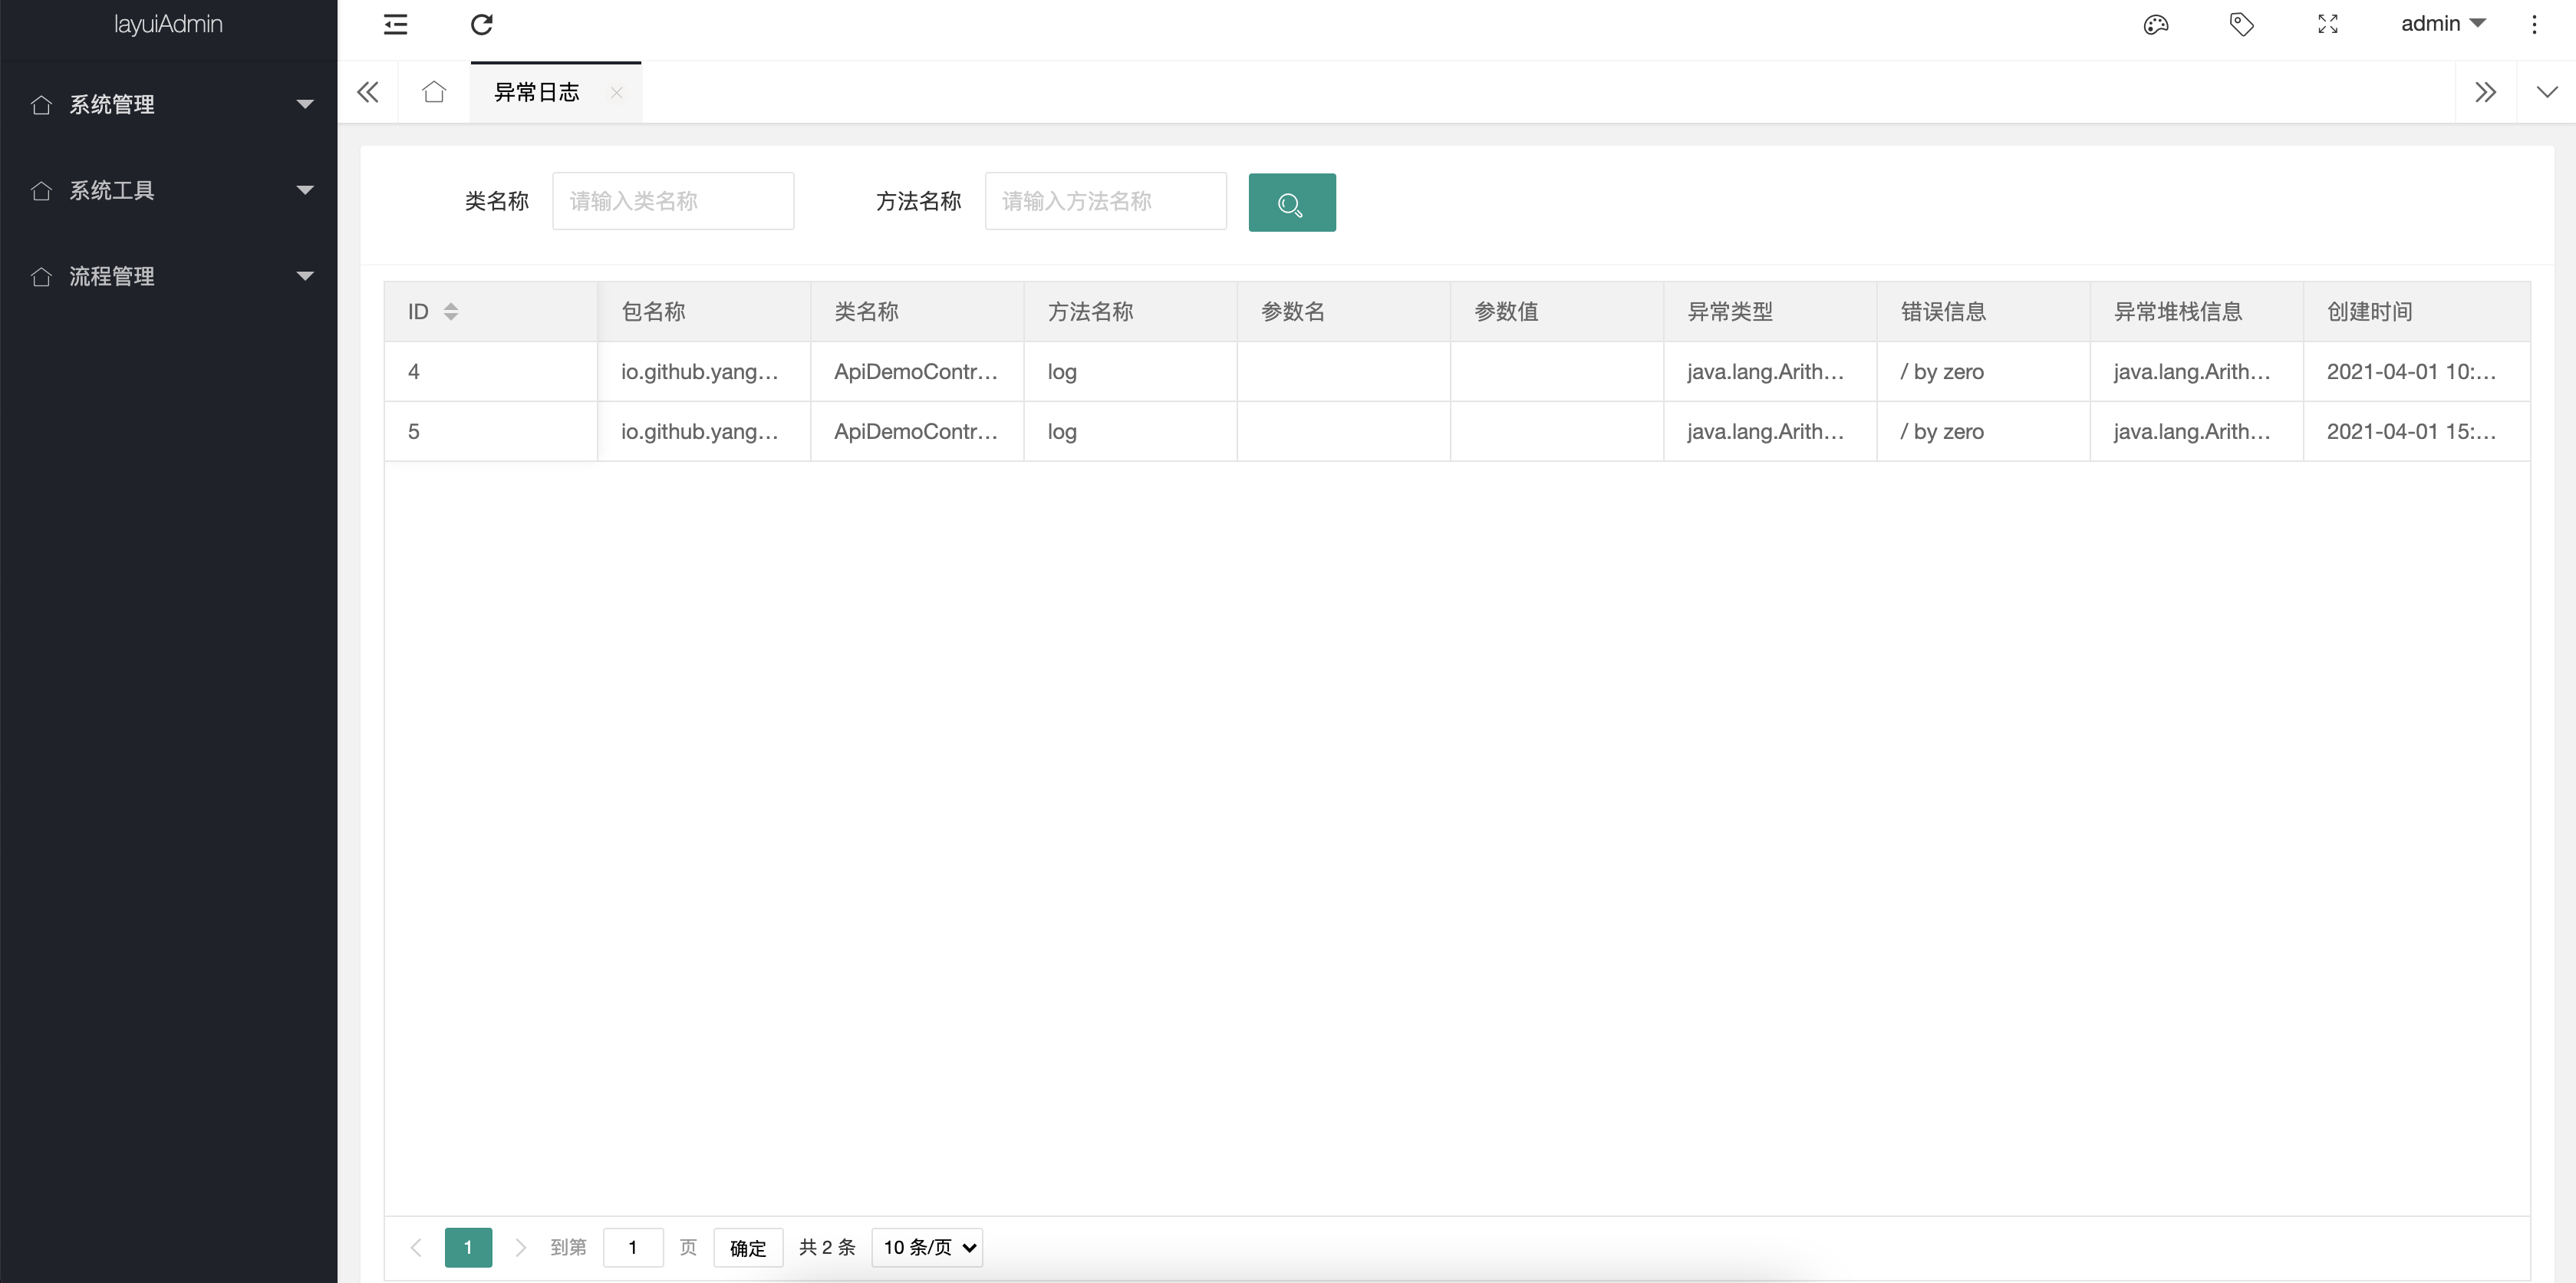 layuiAdmin
admin
系统管理
系统工具
流程管理
异常日志
类名称 请输入类名称 方法名称 请输入方法名称
ID 包名称 类名称 方法名称 参数名 参数值 异常类型 错误信息 异常堆栈信息 创建时间
4 io.github.yang... ApiDemoContr... log java.lang.Arith... / by zero java.lang.Arith... 2021-04-01 10:...
5 io.github.yang... ApiDemoContr... log java.lang.Arith... / by zero java.lang.Arith... 2021-04-01 15:...
1 到第 1 页 确定 共 2 条 10 条/页